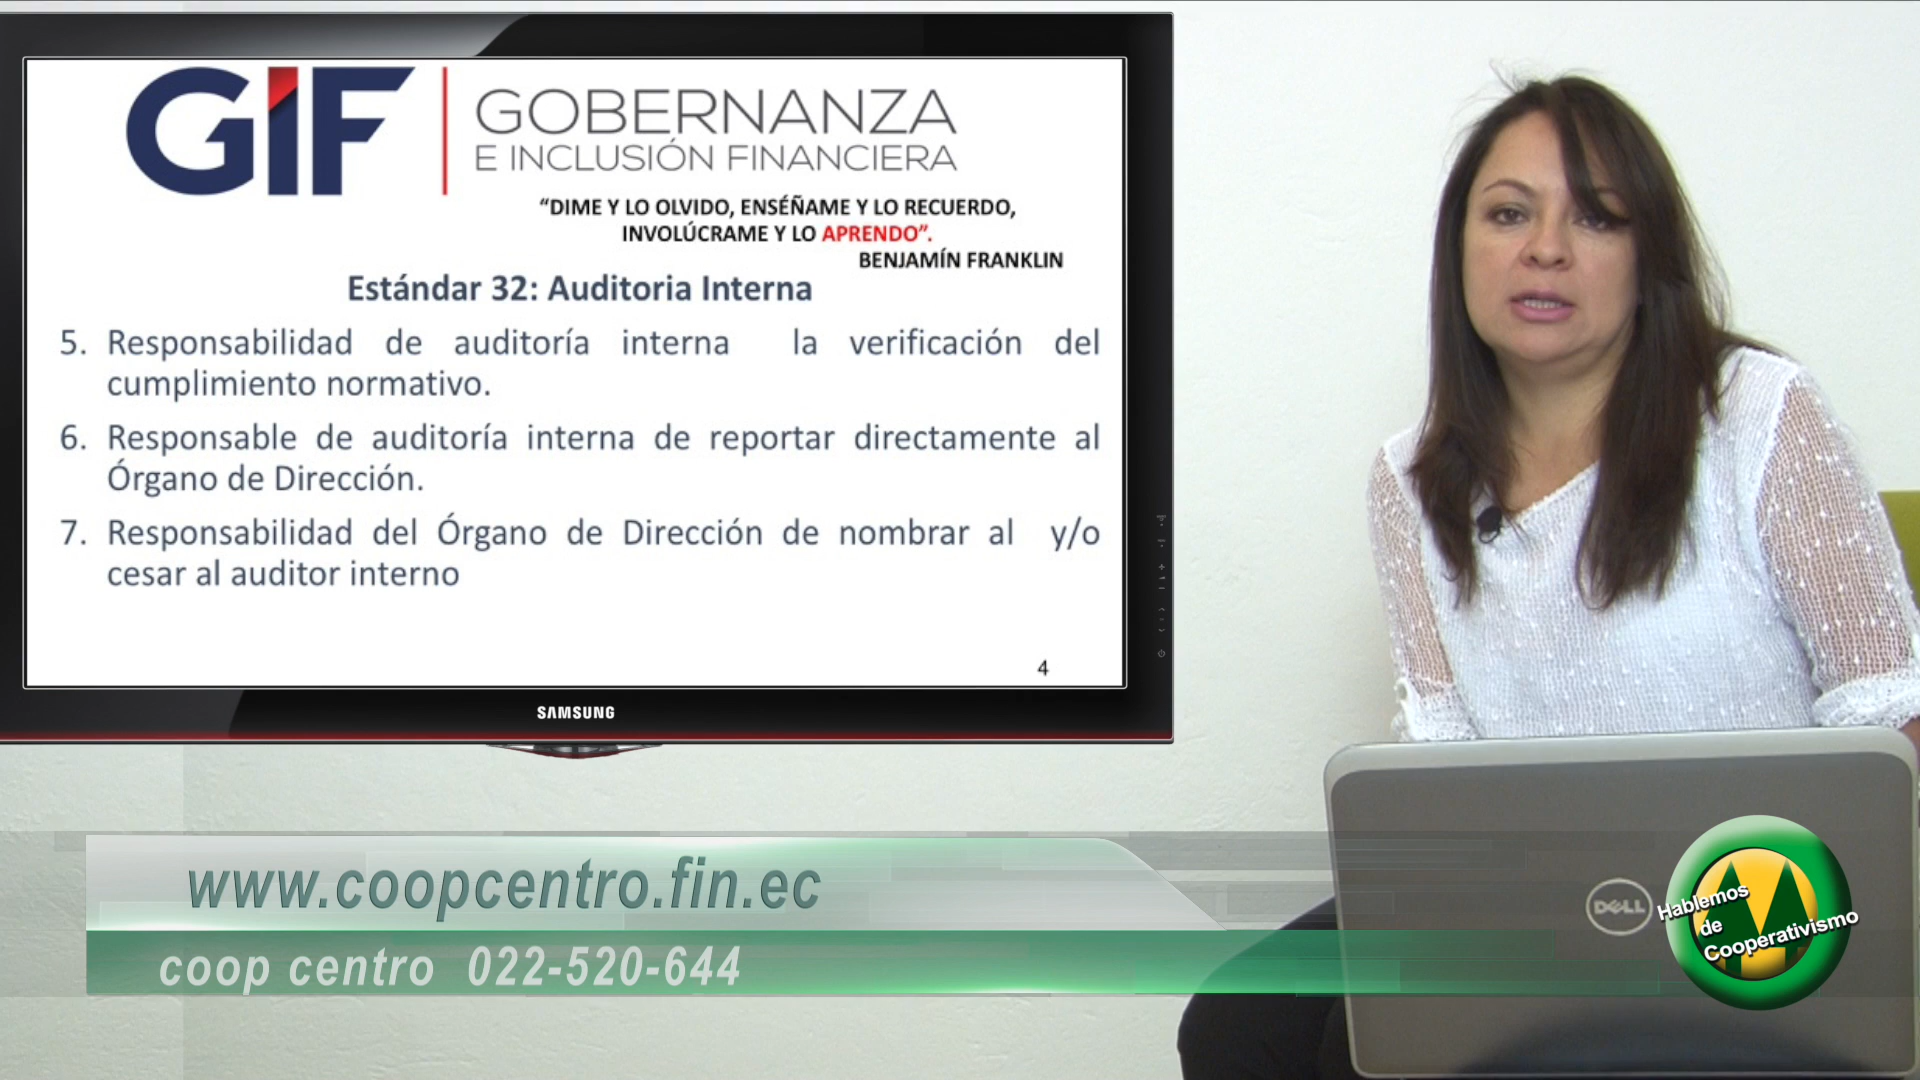 GIF
GOBERNANZA
E INCLUSIÓN FINANCIERA
“DIME Y LO OLVIDO, ENSÉÑAME Y LO RECUERDO,
INVOLÚCRAME Y LO APRENDO”.
BENJAMÍN FRANKLIN
Estándar 32: Auditoria Interna
5. Responsabilidad de auditoría interna la verificación del
cumplimiento normativo.
6. Responsable de auditoría interna de reportar directamente al
Órgano de Dirección.
7. Responsabilidad del Órgano de Dirección de nombrar al y/o
cesar al auditor interno
4
SAMSUNG
www.coopcentro.fin.ec
coop centro 022-520-644
DELL
Hablemos
de
Cooperativismo